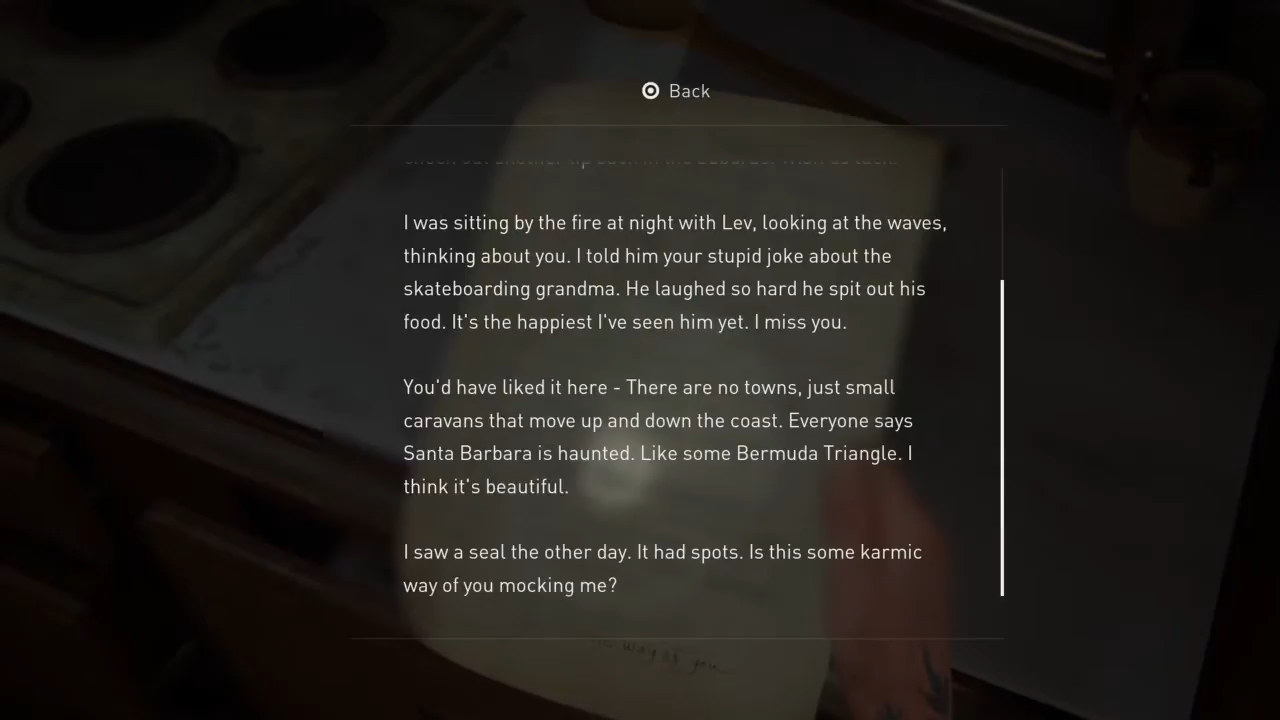 Back
I was sitting by the fire at night with Lev, looking at the waves,
thinking about you. I told him your stupid joke about the
skateboarding grandma. He laughed so hard he spit out his
food. It's the happiest I've seen him yet. I miss you.
You'd have liked it here - There are no towns, just small
caravans that move up and down the coast. Everyone says
Santa Barbara is haunted. Like some Bermuda Triangle. I
think it's beautiful.
I saw a seal the other day. It had spots. Is this some karmic
way of you mocking me?
way of you